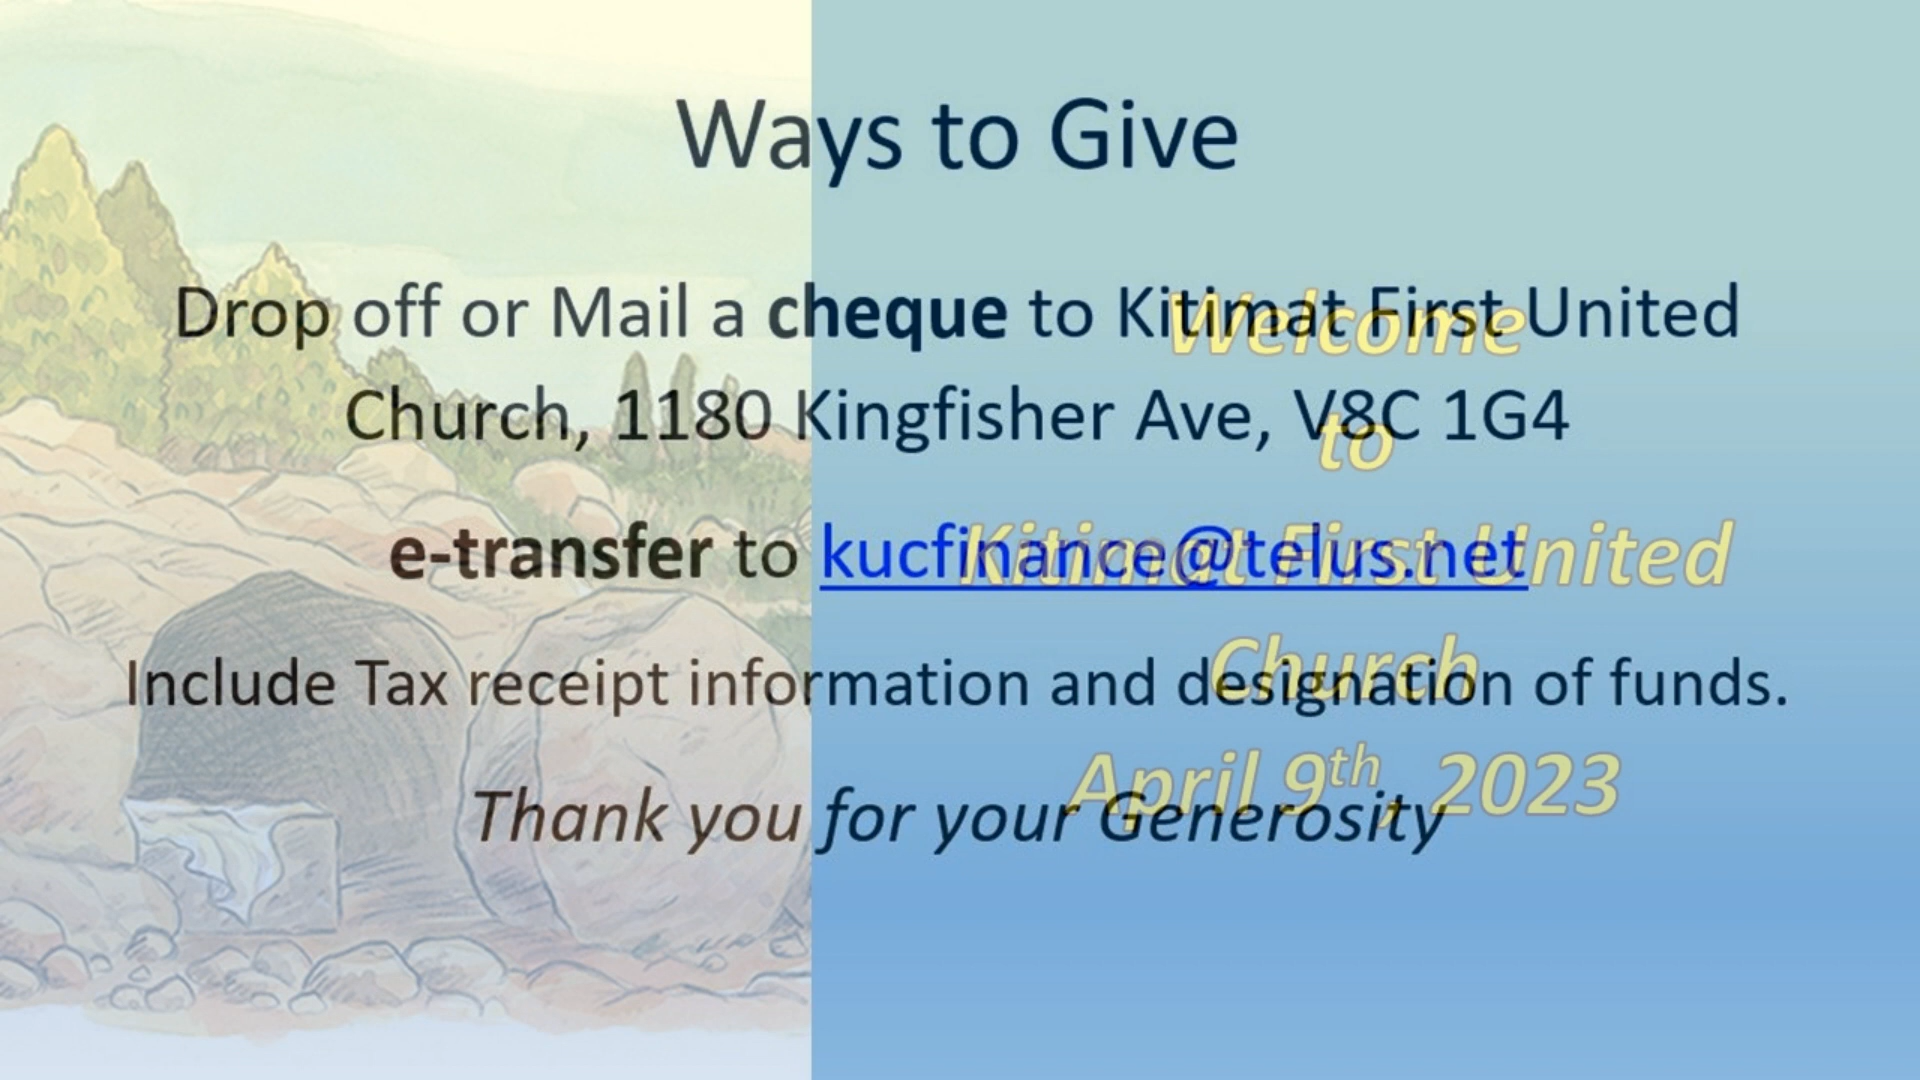 Ways to Give
Drop off or Mail a cheque to Kitimat First United
Church, 1180 Kingfisher Ave, V8C 1G4
e-transfer to kucfinance@telus.net
Include Tax receipt information and designation of funds.
Thank you for your Generosity
Welcome
to
Kitimat First United
Church
April 9th, 2023